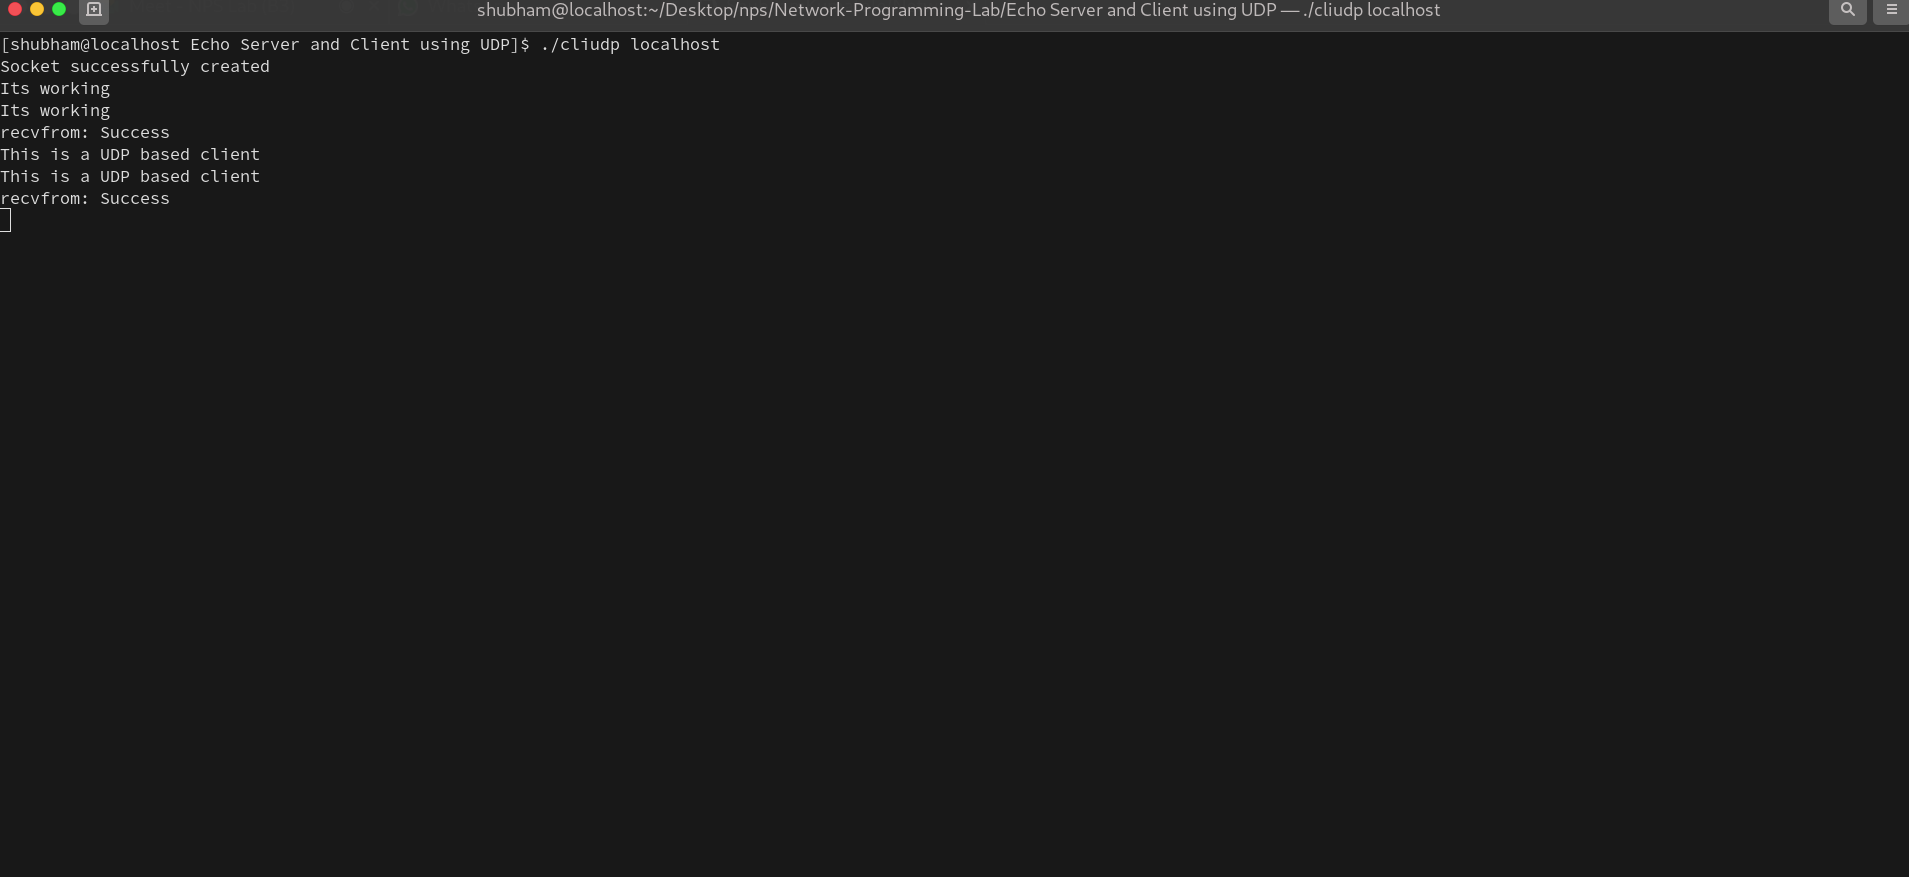 shubham@localhost:~/Desktop/nps/Network-Programming-Lab/Echo Server and Client using UDP — ./cliudp localhost
[shubham@localhost Echo Server and Client using UDP]$ ./cliudp localhost
Socket successfully created
Its working
Its working
recvfrom: Success
This is a UDP based client
This is a UDP based client
recvfrom: Success